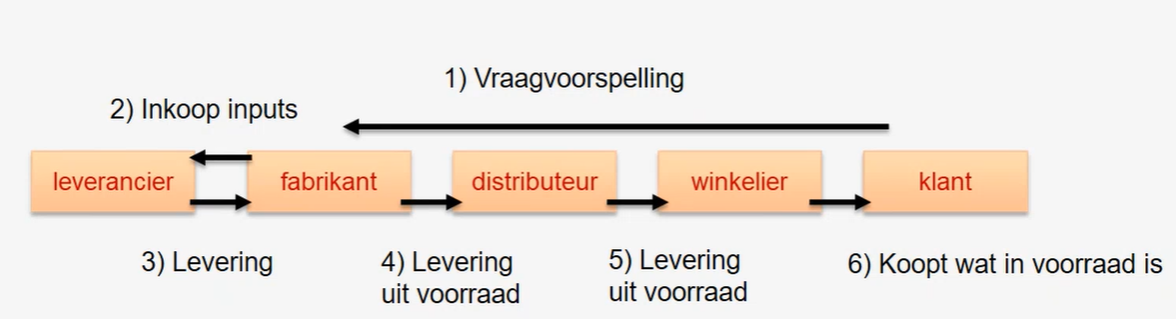 1) Vraagvoorspelling
2) Inkoop inputs
leverancier
fabrikant
distributeur
winkelier
klant
3) Levering
4) Levering
uit voorraad
5) Levering
uit voorraad
6) Koopt wat in voorraad is